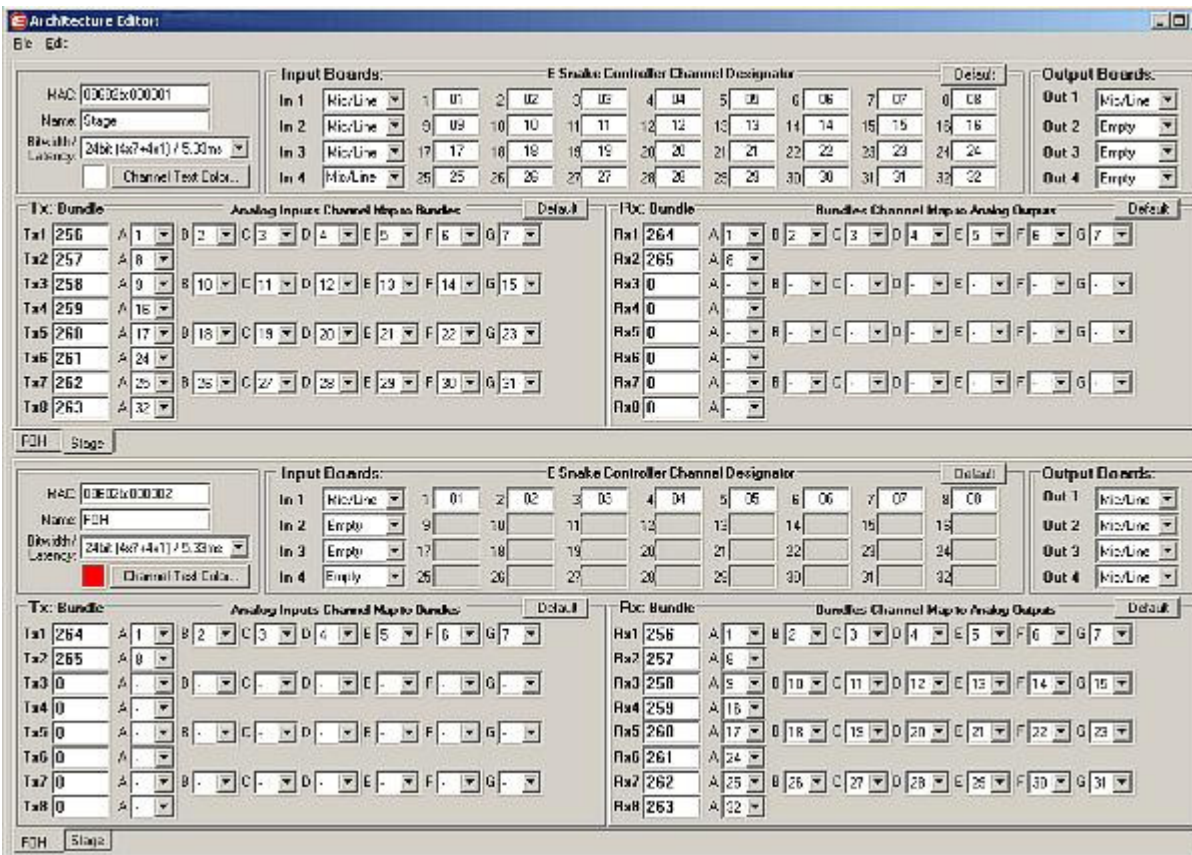 Architecture Editor:
File Edit
Input Boards: E Snake Controller Channel Designator Default Output Boards:
MAC: 00602b000001
Name: Stage
Bitwidth/ Latency: 24bit (4x7+4x1) / 5.33ms
Channel Text Color...
In 1 Mic/Line 1 01 2 02 3 03 4 04 5 05 6 06 7 07 8 08 Out 1 Mic/Line
In 2 Mic/Line 9 09 10 10 11 11 12 12 13 13 14 14 15 15 16 16 Out 2 Empty
In 3 Mic/Line 17 17 18 18 19 19 20 20 21 21 22 22 23 23 24 24 Out 3 Empty
In 4 Mic/Line 25 25 26 26 27 27 28 28 29 29 30 30 31 31 32 32 Out 4 Empty
Tx: Bundle Analog Inputs Channel Map to Bundles Default Rx: Bundle Bundles Channel Map to Analog Outputs Default
Tx1 256 A 1 B 2 C 3 D 4 E 5 F 6 G 7 Rx1 264 A 1 B 2 C 3 D 4 E 5 F 6 G 7
Tx2 257 A 8 Rx2 265 A 8
Tx3 258 A 9 B 10 C 11 D 12 E 13 F 14 G 15 Rx3 0 A - B - C - D - E - F - G -
Tx4 259 A 16 Rx4 0 A -
Tx5 260 A 17 B 18 C 19 D 20 E 21 F 22 G 23 Rx5 0 A - B - C - D - E - F - G -
Tx6 261 A 24 Rx6 0 A -
Tx7 262 A 25 B 26 C 27 D 28 E 29 F 30 G 31 Rx7 0 A - B - C - D - E - F - G -
Tx8 263 A 32 Rx8 0 A -
FOH Stage
Input Boards: E Snake Controller Channel Designator Default Output Boards:
MAC: 00602b000002
Name: FOH
Bitwidth/ Latency: 24bit (4x7+4x1) / 5.33ms
Channel Text Color...
In 1 Mic/Line 1 01 2 02 3 03 4 04 5 05 6 06 7 07 8 08 Out 1 Mic/Line
In 2 Empty 9 10 11 12 13 14 15 16 Out 2 Mic/Line
In 3 Empty 17 18 19 20 21 22 23 24 Out 3 Mic/Line
In 4 Empty 25 26 27 28 29 30 31 32 Out 4 Mic/Line
Tx: Bundle Analog Inputs Channel Map to Bundles Default Rx: Bundle Bundles Channel Map to Analog Outputs Default
Tx1 264 A 1 B 2 C 3 D 4 E 5 F 6 G 7 Rx1 256 A 1 B 2 C 3 D 4 E 5 F 6 G 7
Tx2 265 A 8 Rx2 257 A 8
Tx3 0 A - B - C - D - E - F - G - Rx3 258 A 9 B 10 C 11 D 12 E 13 F 14 G 15
Tx4 0 A - Rx4 259 A 16
Tx5 0 A - B - C - D - E - F - G - Rx5 260 A 17 B 18 C 19 D 20 E 21 F 22 G 23
Tx6 0 A - Rx6 261 A 24
Tx7 0 A - B - C - D - E - F - G - Rx7 262 A 25 B 26 C 27 D 28 E 29 F 30 G 31
Tx8 0 A - Rx8 263 A 32
FOH Stage